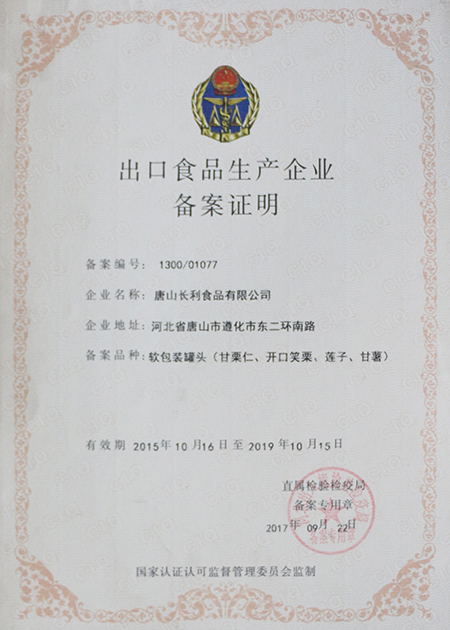 出口食品生产企业
备案证明
备案编号: 1300/01077
企业名称: 唐山长利食品有限公司
企业地址: 河北省唐山市遵化市东二环南路
备案品种: 软包装罐头（甘栗仁、开口笑栗、莲子、甘薯）
有效期 2015年10月16日至2019年10月15日
直属检验检疫局
备案专用章
2017年 09月 22日
国家认证认可监督管理委员会监制